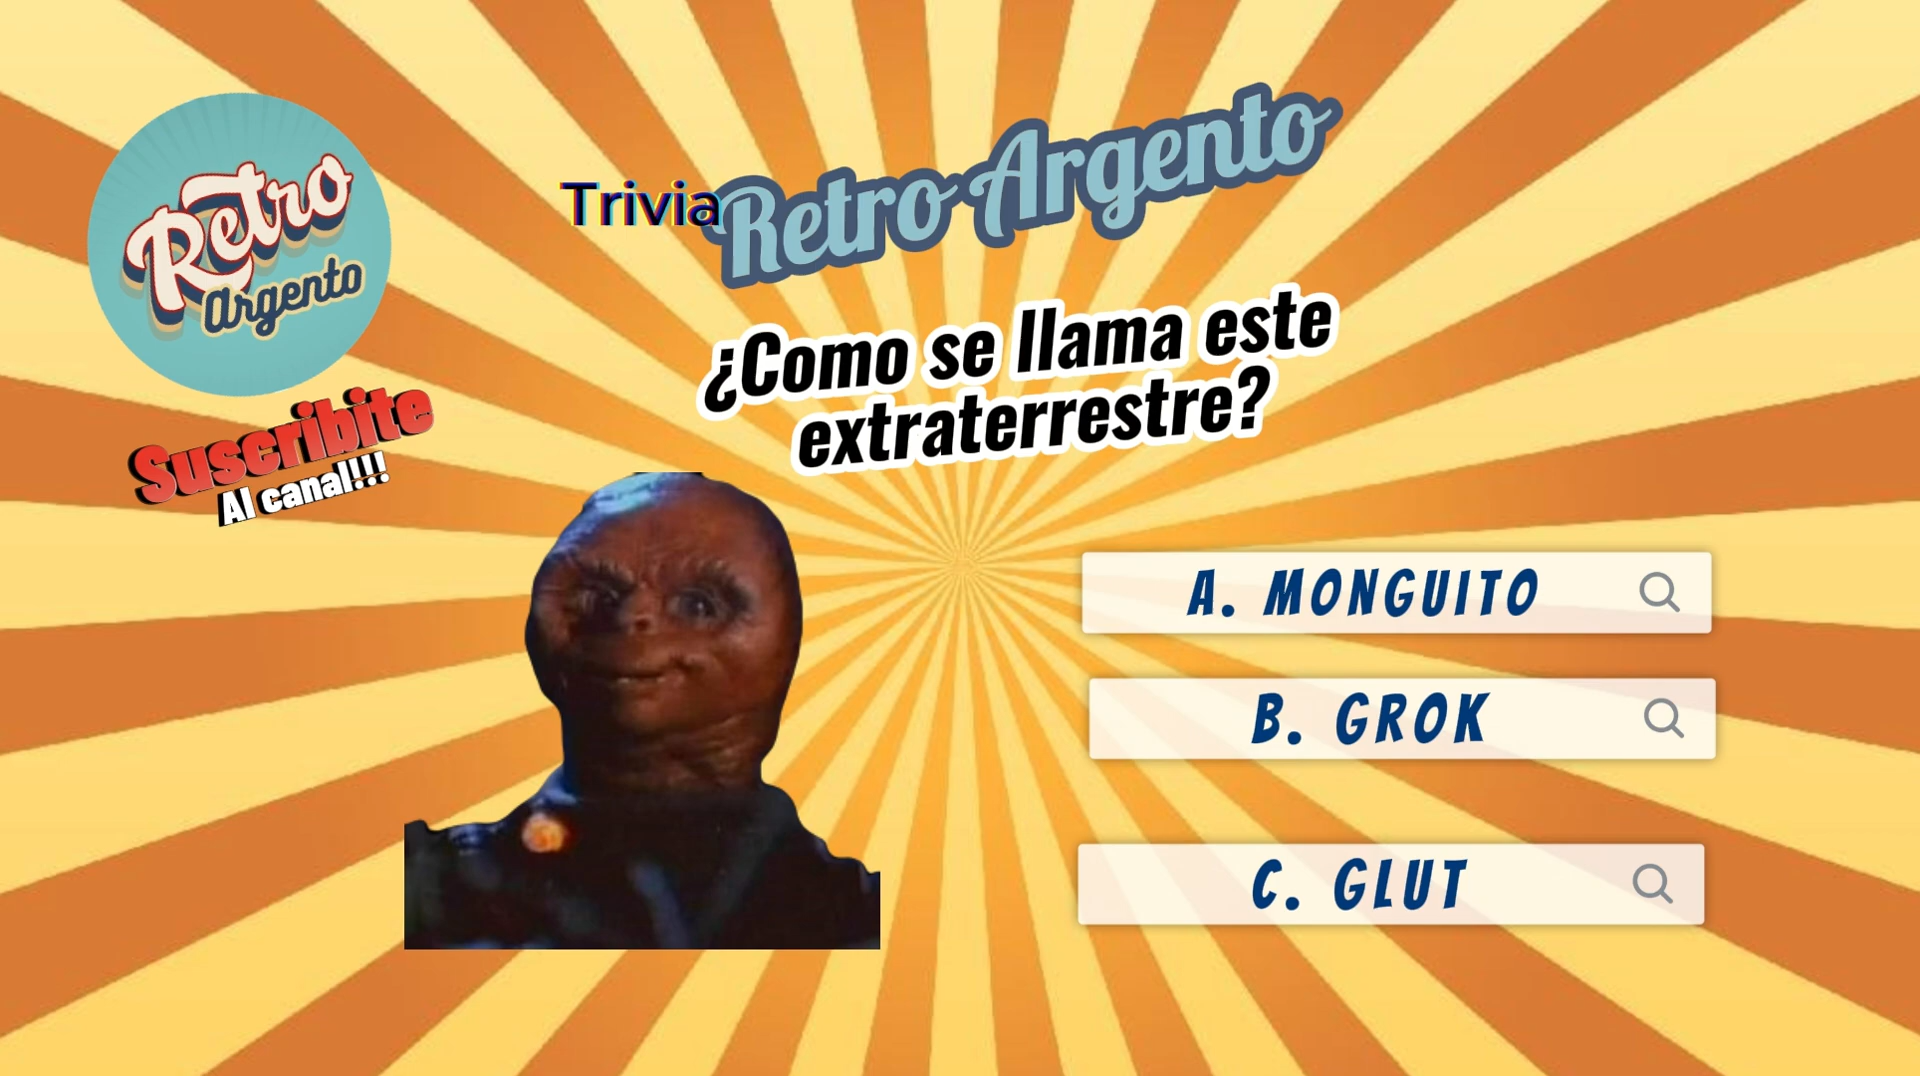 Retro
Argento
Suscribite
Al canal!!!
Trivia
Retro Argento
¿Como se llama este
extraterrestre?
A. MONGUITO
B. GROK
C. GLUT